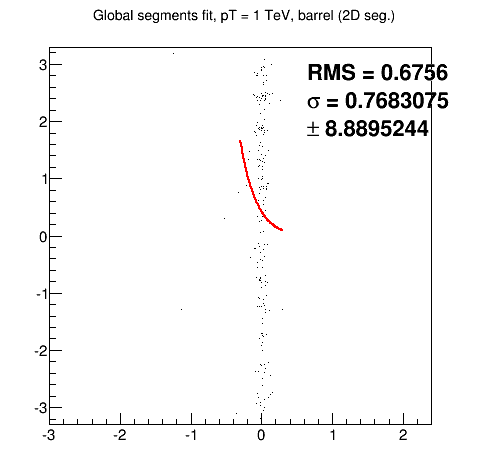 Global segments fit, pT = 1 TeV, barrel (2D seg.)
RMS = 0.6756
σ = 0.7683075
± 8.8895244
3
2
1
0
-1
-2
-3
-3 -2 -1 0 1 2